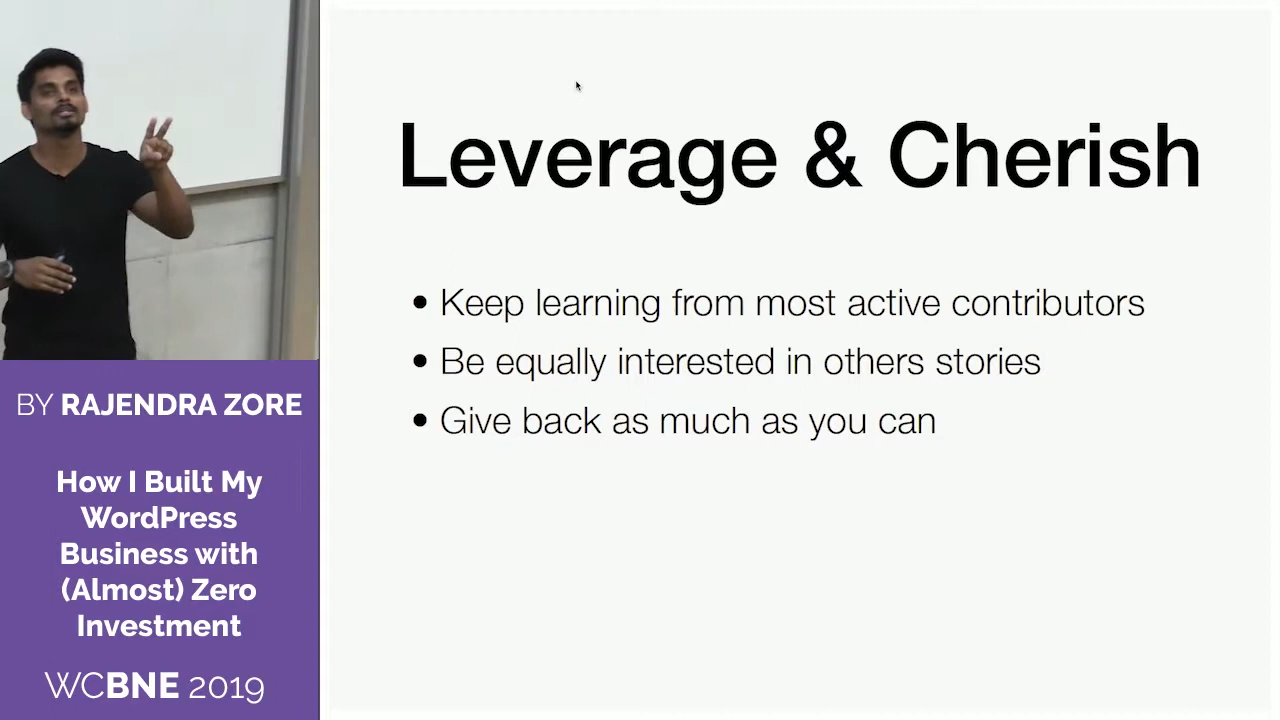 Leverage & Cherish
• Keep learning from most active contributors
• Be equally interested in others stories
• Give back as much as you can
BY RAJENDRA ZORE
How I Built My
WordPress
Business with
(Almost) Zero
Investment
WCBNE 2019